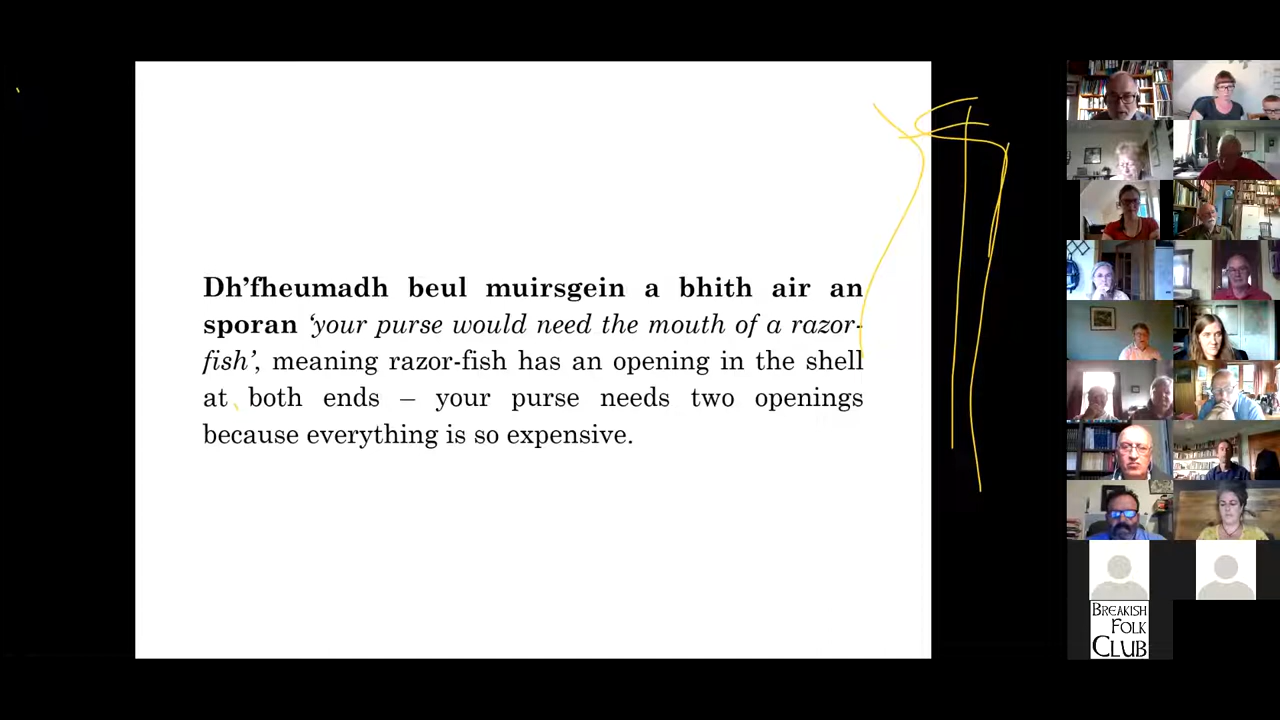 Dh’fheumadh beul muirsgein a bhith air an
sporan ‘your purse would need the mouth of a razor-
fish’, meaning razor-fish has an opening in the shell
at both ends – your purse needs two openings
because everything is so expensive.
BREAKISH
FOLK
CLUB